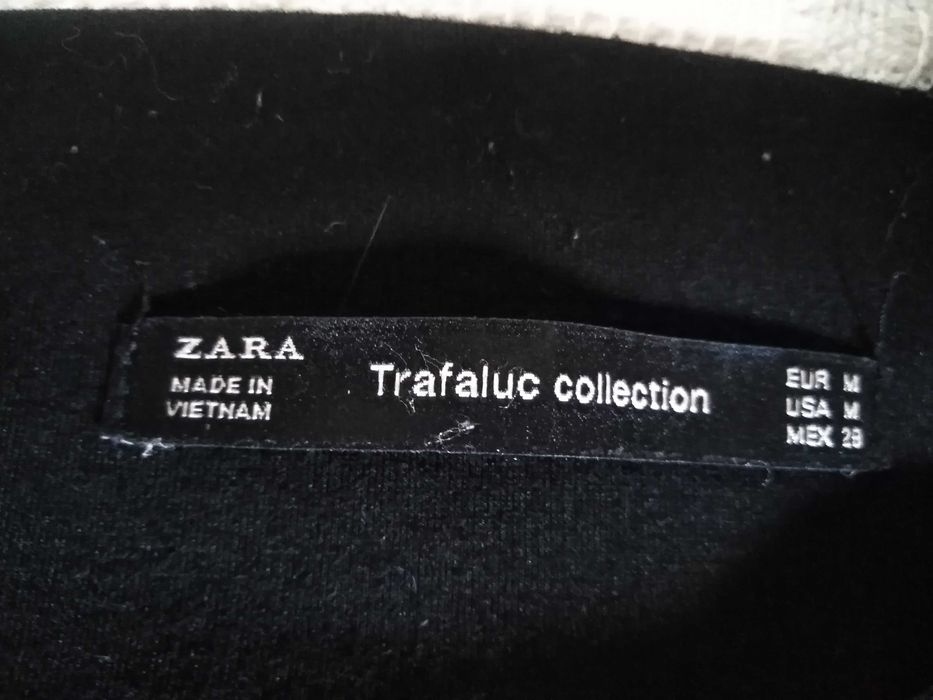 ZARA
MADE IN
VIETNAM
Trafaluc collection
EUR M
USA M
MEX 28